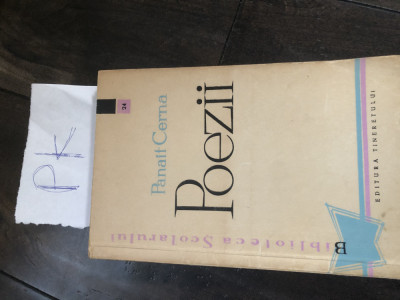 34
Panait Cerna
Poezii
Biblioteca Școlarului
EDITURA TINERETULUI
PK